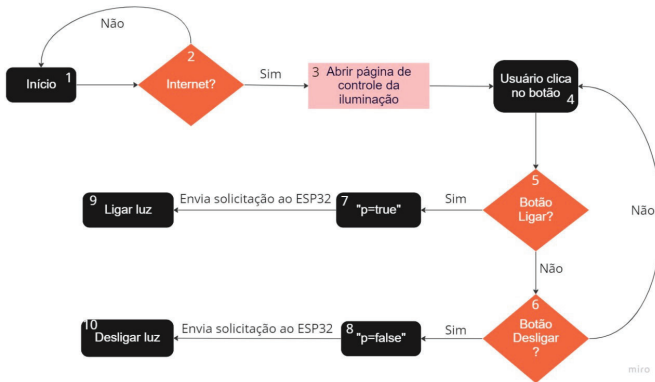 Não
1
Início
2
Internet?
Sim
3 Abrir página de
controle da
iluminação
Usuário clica
no botão
4
5
Botão
Ligar?
Não
Sim
7
"p=true"
Envia solicitação ao ESP32
9
Ligar luz
Não
6
Botão
Desligar
?
Sim
8
"p=false"
Envia solicitação ao ESP32
10
Desligar luz
miro